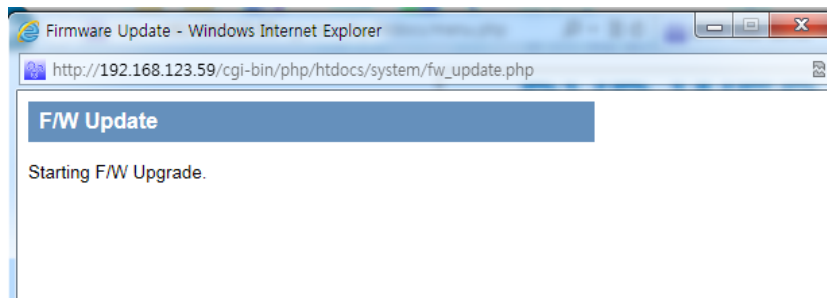 Firmware Update - Windows Internet Explorer
http://192.168.123.59/cgi-bin/php/htdocs/system/fw_update.php
F/W Update
Starting F/W Upgrade.